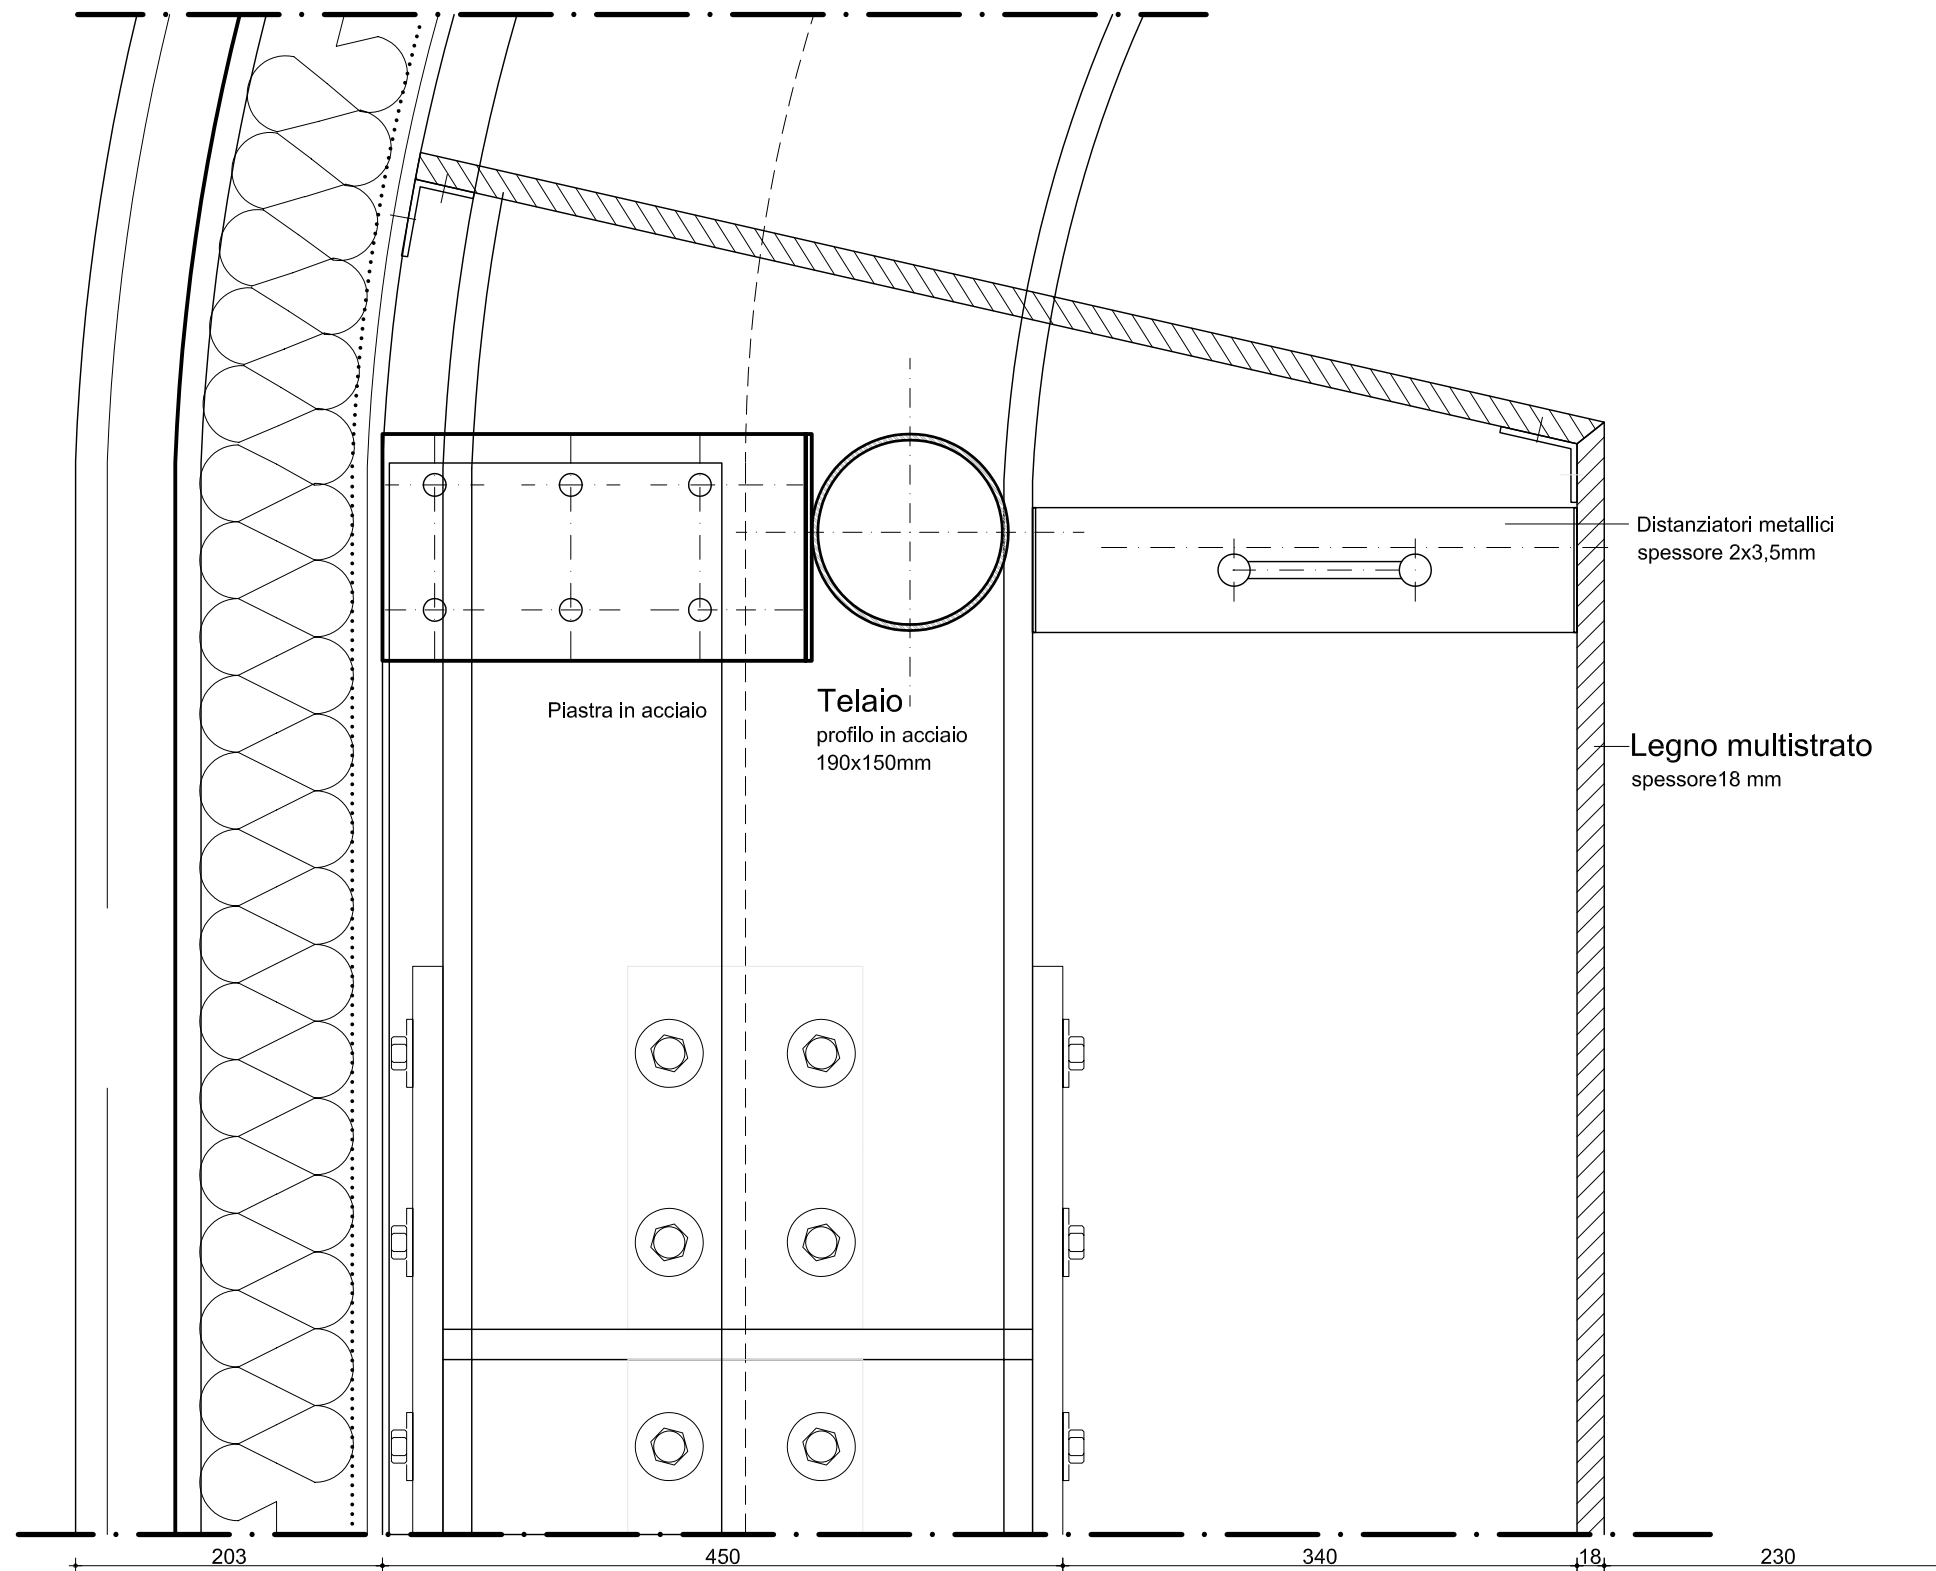 Distanziatori metallici
spessore 2x3,5mm
Piastra in acciaio
Telaio
profilo in acciaio
190x150mm
Legno multistrato
spessore18 mm
203 450 340 18 230